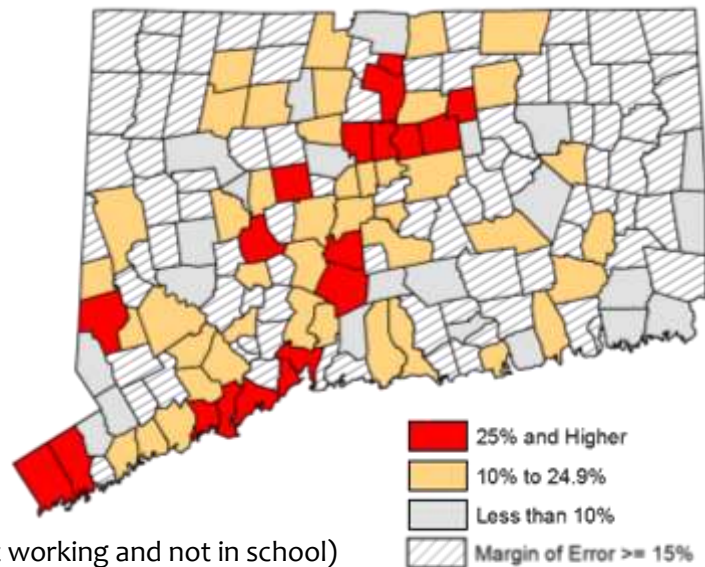 25% and Higher
10% to 24.9%
Less than 10%
Margin of Error >= 15%
working and not in school)